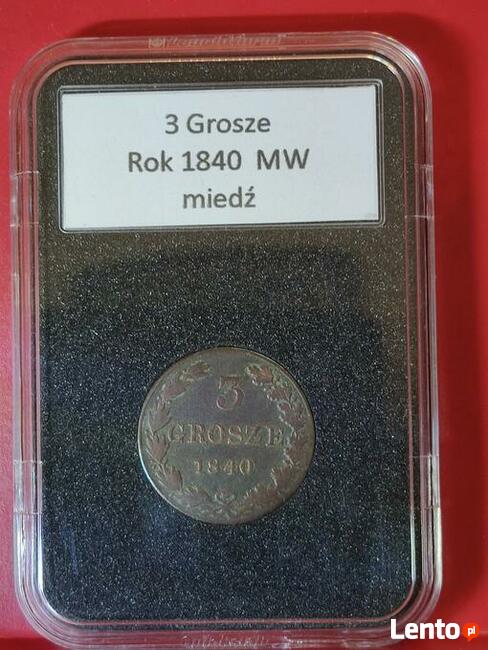 3 Grosze
Rok 1840 MW
miedź
3
GROSZE
1840
Lento.pl